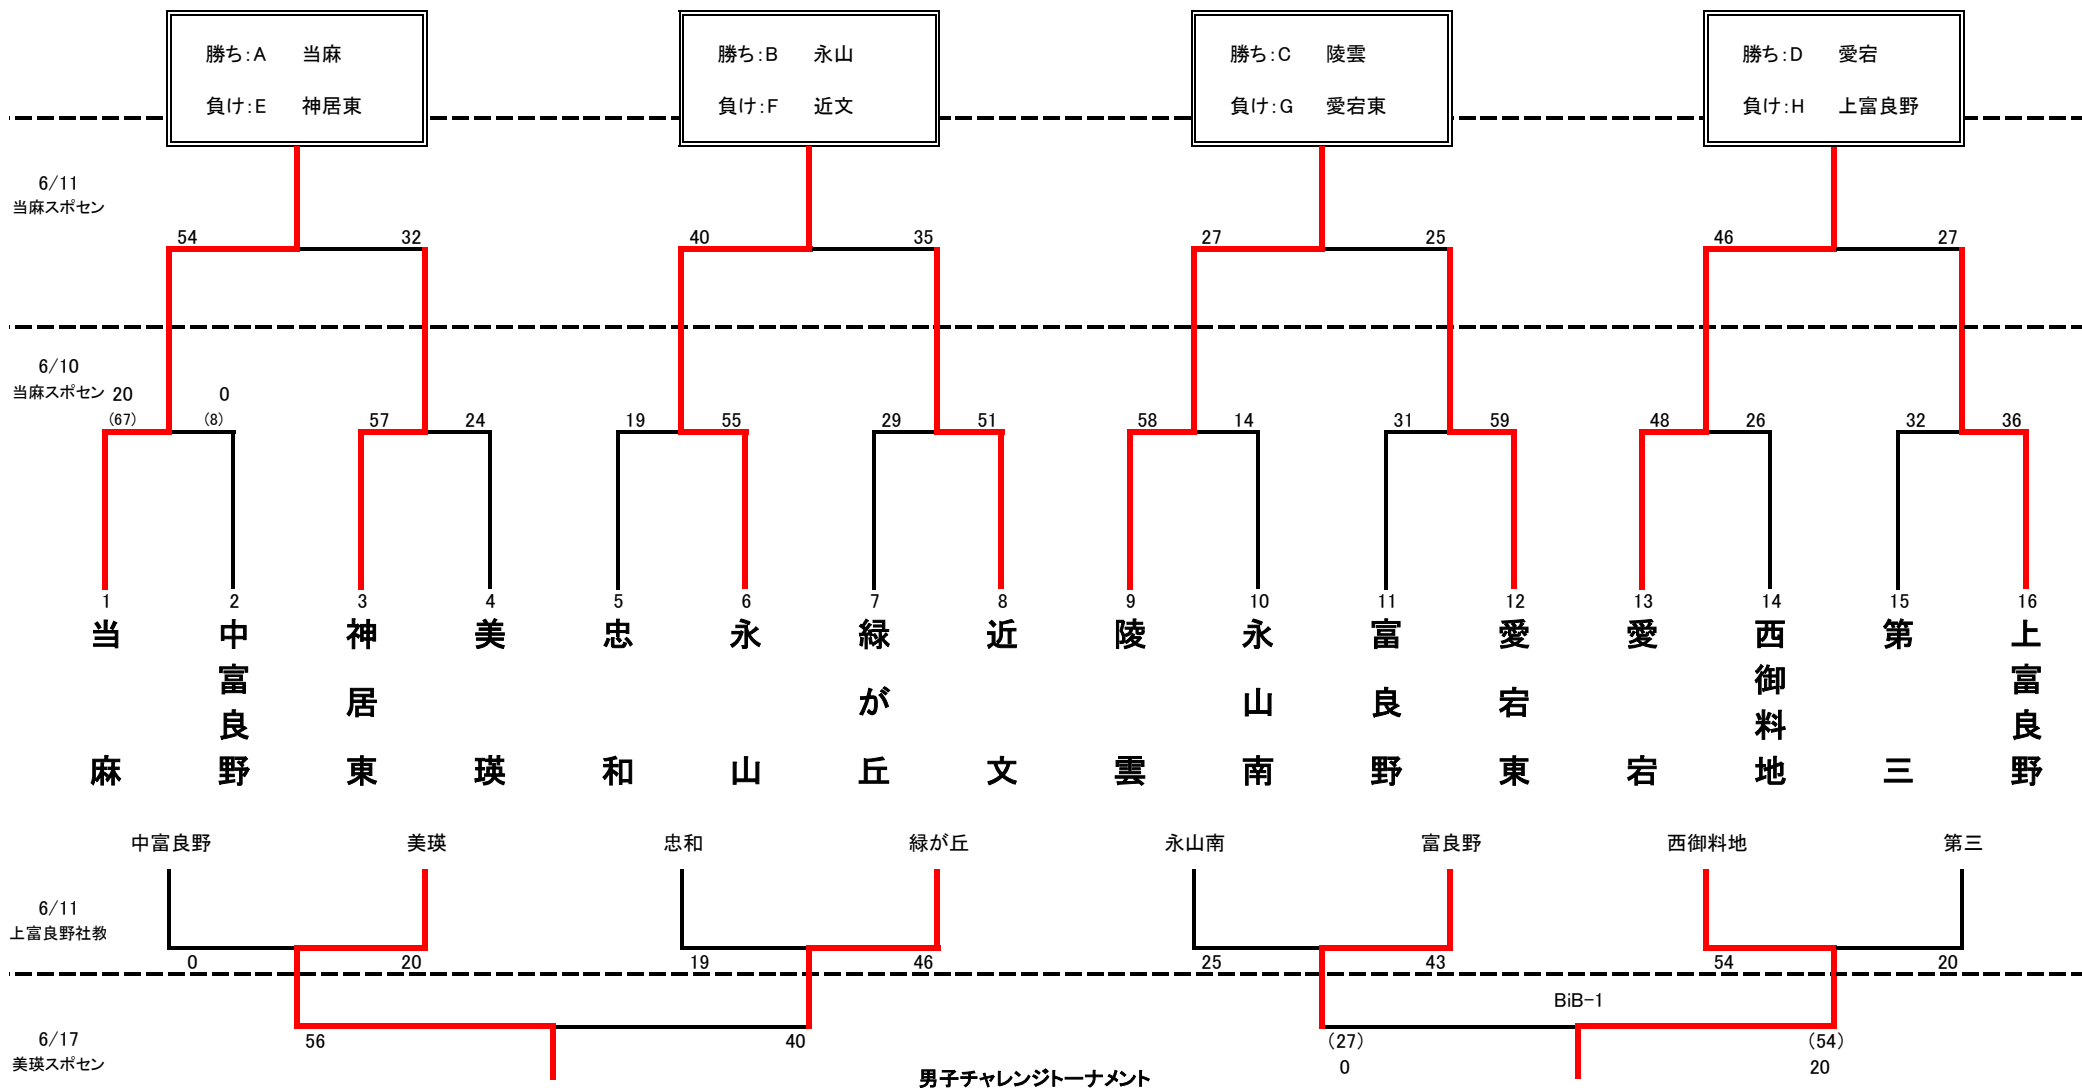 勝ち:A 当麻
負け:E 神居東
勝ち:B 永山
負け:F 近文
勝ち:C 陵雲
負け:G 愛宕東
勝ち:D 愛宕
負け:H 上富良野
6/11
当麻スポセン
54 32 40 35 27 25 46 27
6/10
当麻スポセン
20 0
(67) (8) 57 24 19 55 29 51 58 14 31 59 48 26 32 36
1 2 3 4 5 6 7 8 9 10 11 12 13 14 15 16
当麻
中富良野
神居東
美瑛
忠和
永山
緑が丘
近文
陵雲
永山南
富良野
愛宕東
愛宕
西御料地
第三
上富良野
中富良野 美瑛 忠和 緑が丘 永山南 富良野 西御料地 第三
6/11
上富良野社教
0 20 19 46 25 43 54 20
BiB-1
6/17
美瑛スポセン
56 40 (27) (54)
0 20
男子チャレンジトーナメント